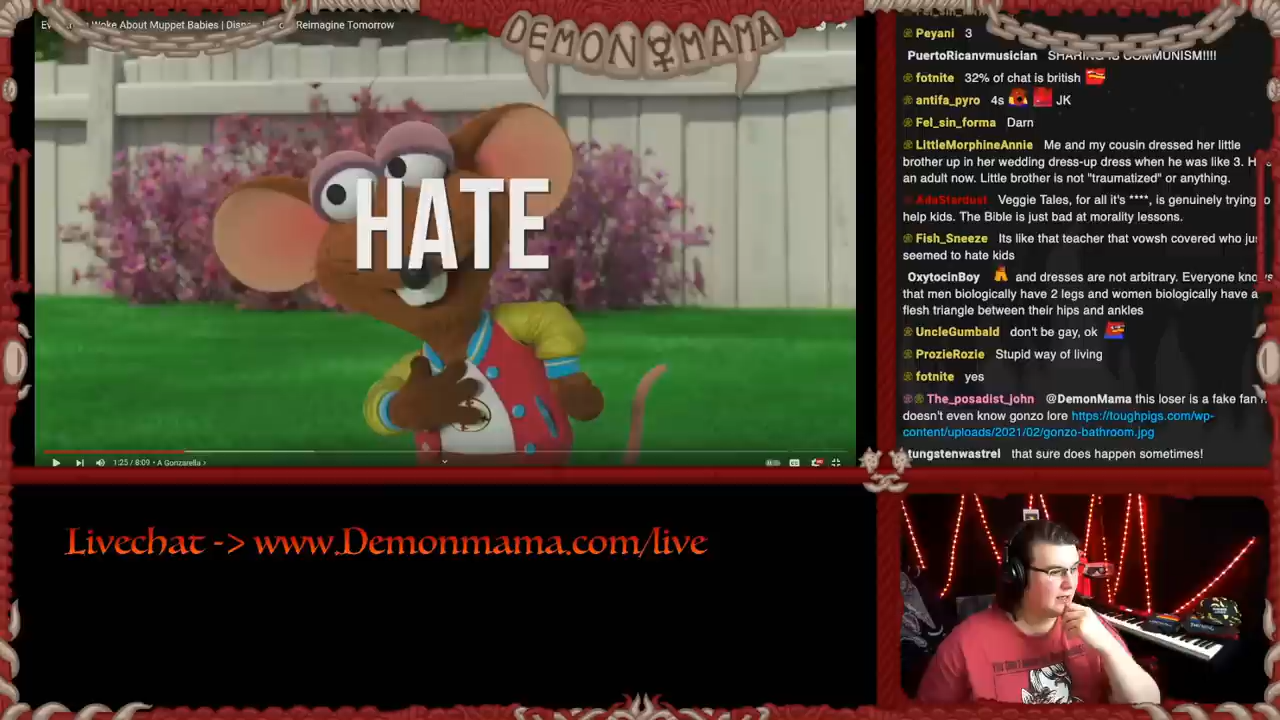 Woke About Muppet Babies | Reimagine Tomorrow
DEMON MAMA
HATE
1:25 / 8:09 • A Gonzarella >
Peyani 3
PuertoRicanvmusician SHARING IS COMMUNISM!!!!
fotnite 32% of chat is british
antifa_pyro 4s JK
Fel_sin_forma Darn
LittleMorphineAnnie Me and my cousin dressed her little
brother up in her wedding dress-up dress when he was like 3.
an adult now. Little brother is not "traumatized" or anything.
AdaStardust Veggie Tales, for all it's ****, is genuinely trying to
help kids. The Bible is just bad at morality lessons.
Fish_Sneeze Its like that teacher that vowsh covered who
seemed to hate kids
OxytocinBoy and dresses are not arbitrary. Everyone knows
that men biologically have 2 legs and women biologically have a
flesh triangle between their hips and ankles
UncleGumbald don't be gay, ok
ProzieRozie Stupid way of living
fotnite yes
The_posadist_john @DemonMama this loser is a fake fan
doesn't even know gonzo lore https://toughpigs.com/wp-
content/uploads/2021/02/gonzo-bathroom.jpg
tungstenwastrel that sure does happen sometimes!
Livechat -> www.Demonmama.com/live